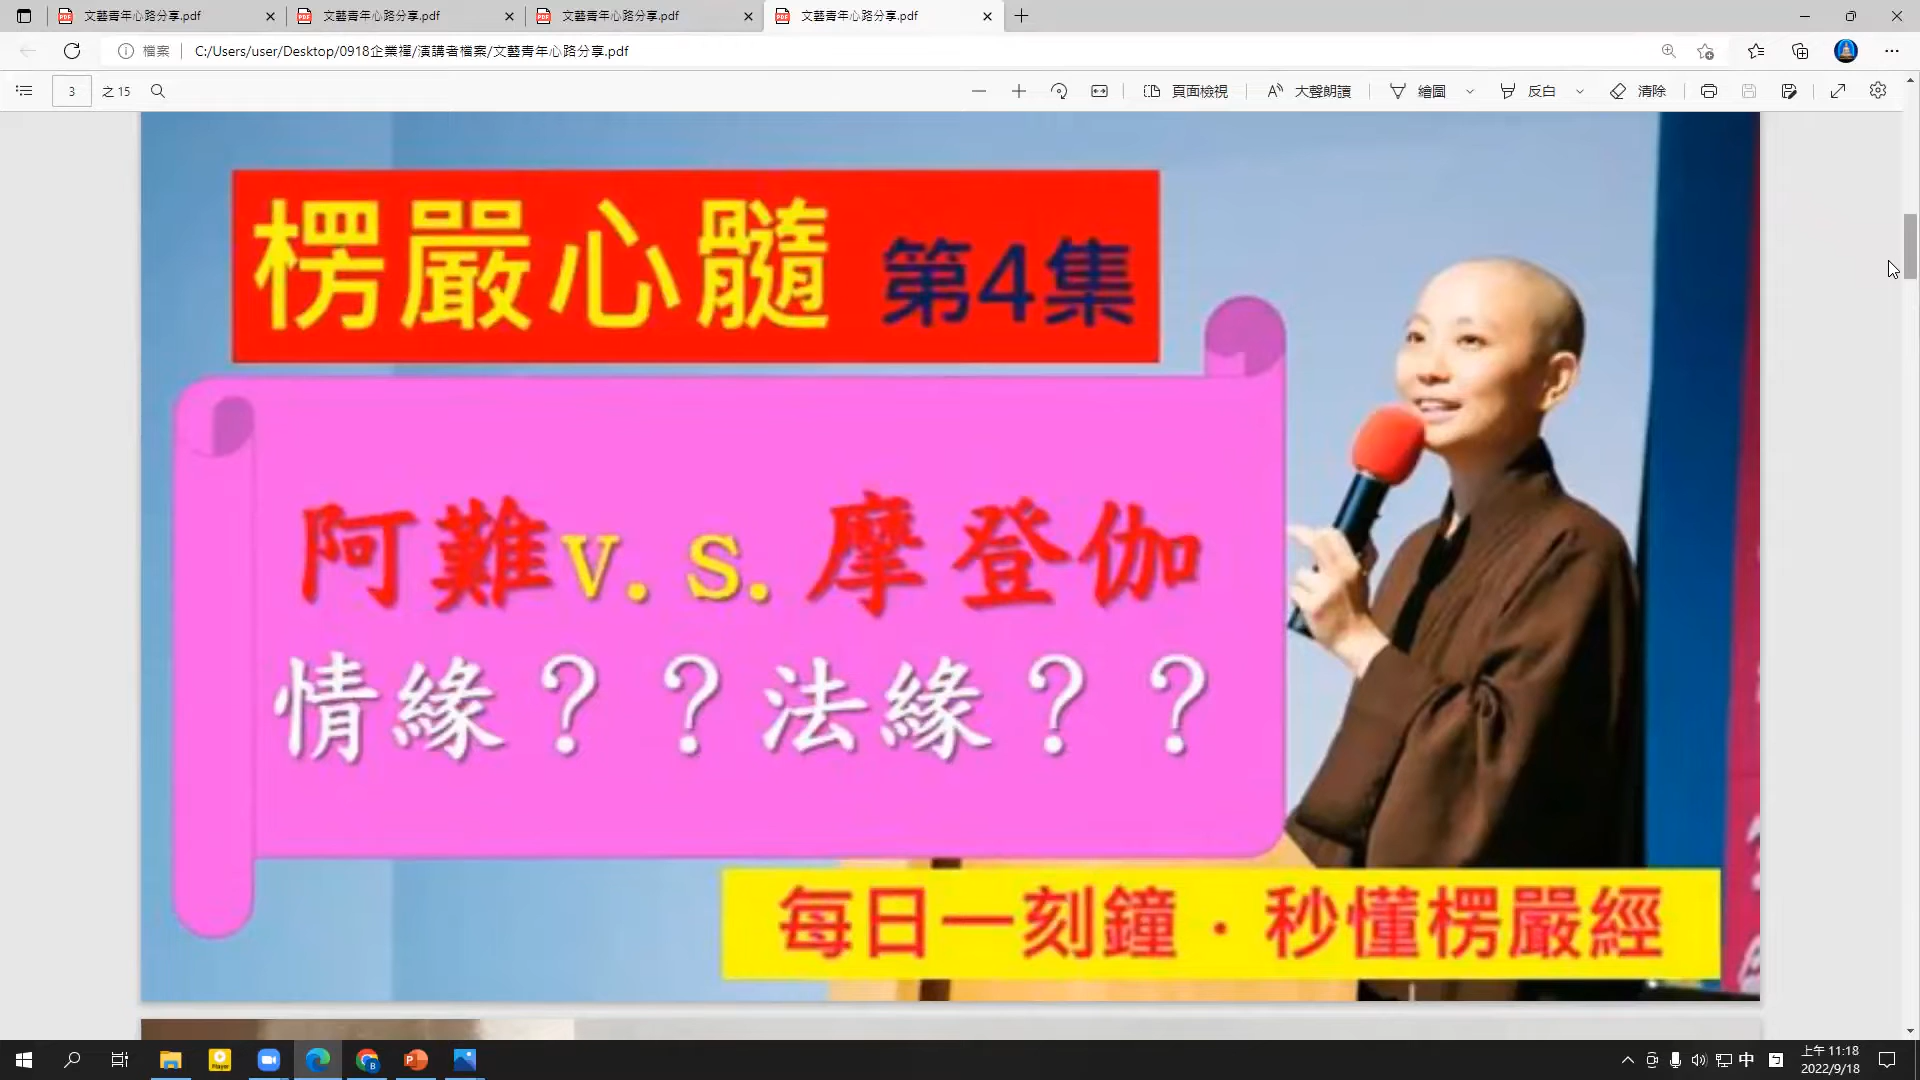 文藝青年心路分享.pdf
文藝青年心路分享.pdf
文藝青年心路分享.pdf
文藝青年心路分享.pdf
檔案
C:/Users/user/Desktop/0918企業禪/演講者檔案/文藝青年心路分享.pdf
3
之 15
頁面檢視
大聲朗讀
繪圖
反白
清除
楞嚴心髓 第4集
阿難v.s.摩登伽
情緣？？法緣？？
每日一刻鐘．秒懂楞嚴經
中
上午 11:18
2022/9/18